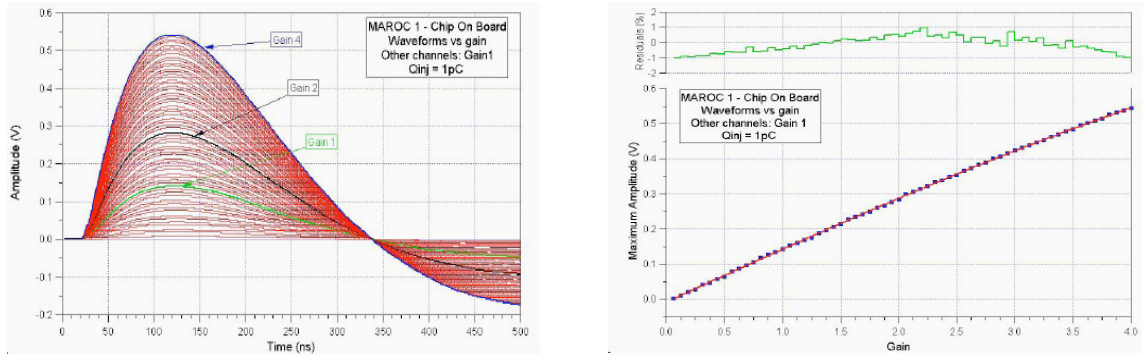 0.6
0.5
0.4
0.3
0.2
0.1
0.0
-0.1
-0.2
Amplitude (V)
Gain 4
Gain 2
Gain 1
MAROC 1 - Chip On Board
Waveforms vs gain
Other channels: Gain1
Qinj = 1pC
0 50 100 150 200 250 300 350 400 450 500
Time (ns)
2
1
0
-1
-2
Residuals (%)
MAROC 1 - Chip On Board
Waveforms vs gain
Other channels: Gain 1
Qinj = 1pC
0.6
0.5
0.4
0.3
0.2
0.1
0.0
Maximum Amplitude (V)
0.0 0.5 1.0 1.5 2.0 2.5 3.0 3.5 4.0
Gain